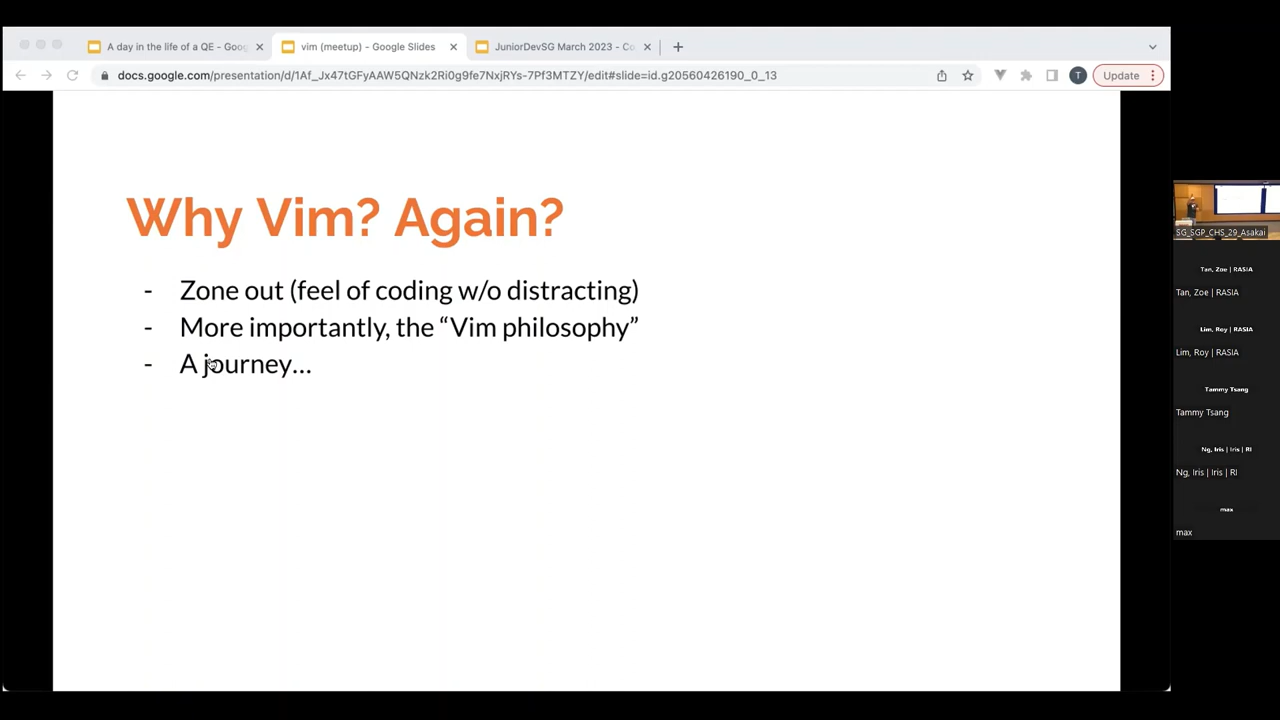 A day in the life of a QE - Goog
vim (meetup) - Google Slides
JuniorDevSG March 2023 - Co
docs.google.com/presentation/d/1Af_Jx47tGFyAAW5QNzk2Ri0g9fe7NxjRYs-7Pf3MTZY/edit#slide=id.g20560426190_0_13
T
Update
Why Vim? Again?
- Zone out (feel of coding w/o distracting)
- More importantly, the “Vim philosophy”
- A journey...
SG_SGP_CHS_29_Asakai
Tan, Zoe | RASIA
Tan, Zoe | RASIA
Lim, Roy | RASIA
Lim, Roy | RASIA
Tammy Tsang
Tammy Tsang
Ng, Iris | Iris | RI
Ng, Iris | Iris | RI
max
max